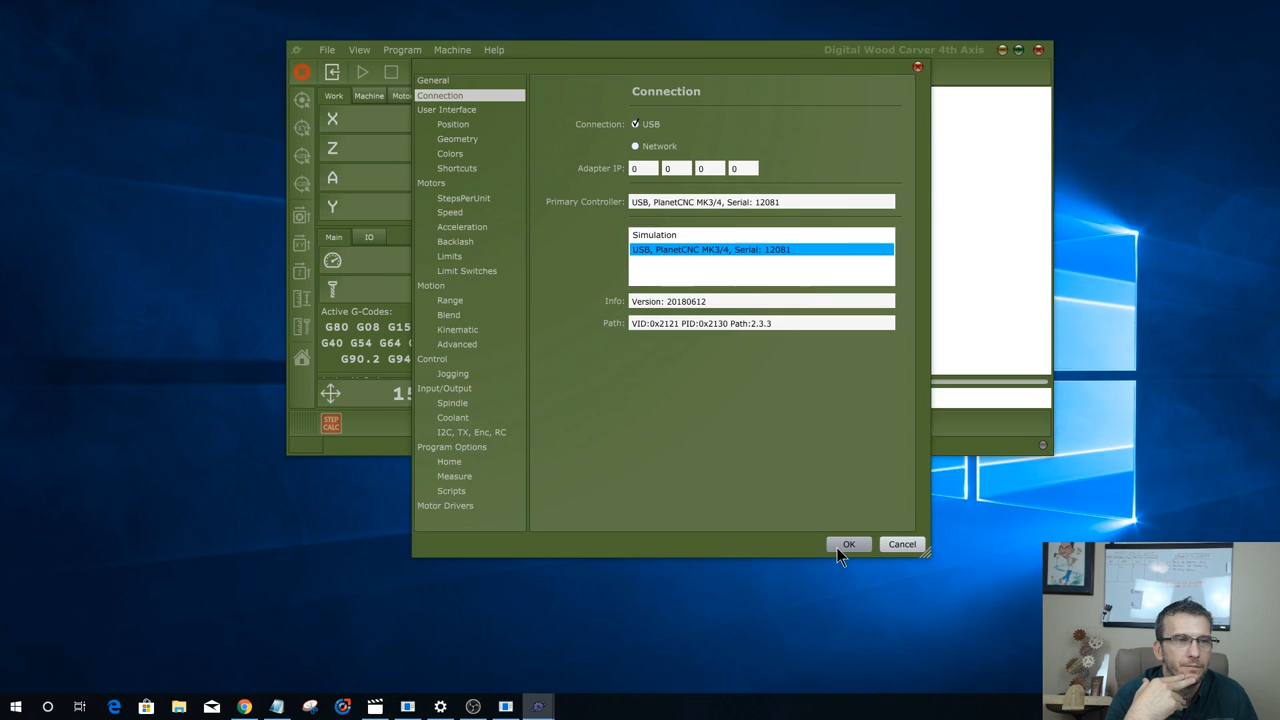 File View Program Machine Help Digital Wood Carver 4th Axis
Work Machine
X
Z
A
Y
Main IO
Active G-Codes:
G80 G08 G15
G40 G54 G64
G90.2 G94
STEP
CALC
General
Connection
User Interface
Position
Geometry
Colors
Shortcuts
Motors
StepsPerUnit
Speed
Acceleration
Backlash
Limits
Limit Switches
Motion
Range
Blend
Kinematic
Advanced
Control
Jogging
Input/Output
Spindle
Coolant
I2C, TX, Enc, RC
Program Options
Home
Measure
Scripts
Motor Drivers
Connection
Connection: USB
Network
Adapter IP: 0 0 0 0
Primary Controller: USB, PlanetCNC MK3/4, Serial: 12081
Simulation
USB, PlanetCNC MK3/4, Serial: 12081
Info: Version: 20180612
Path: VID:0x2121 PID:0x2130 Path:2.3.3
OK Cancel